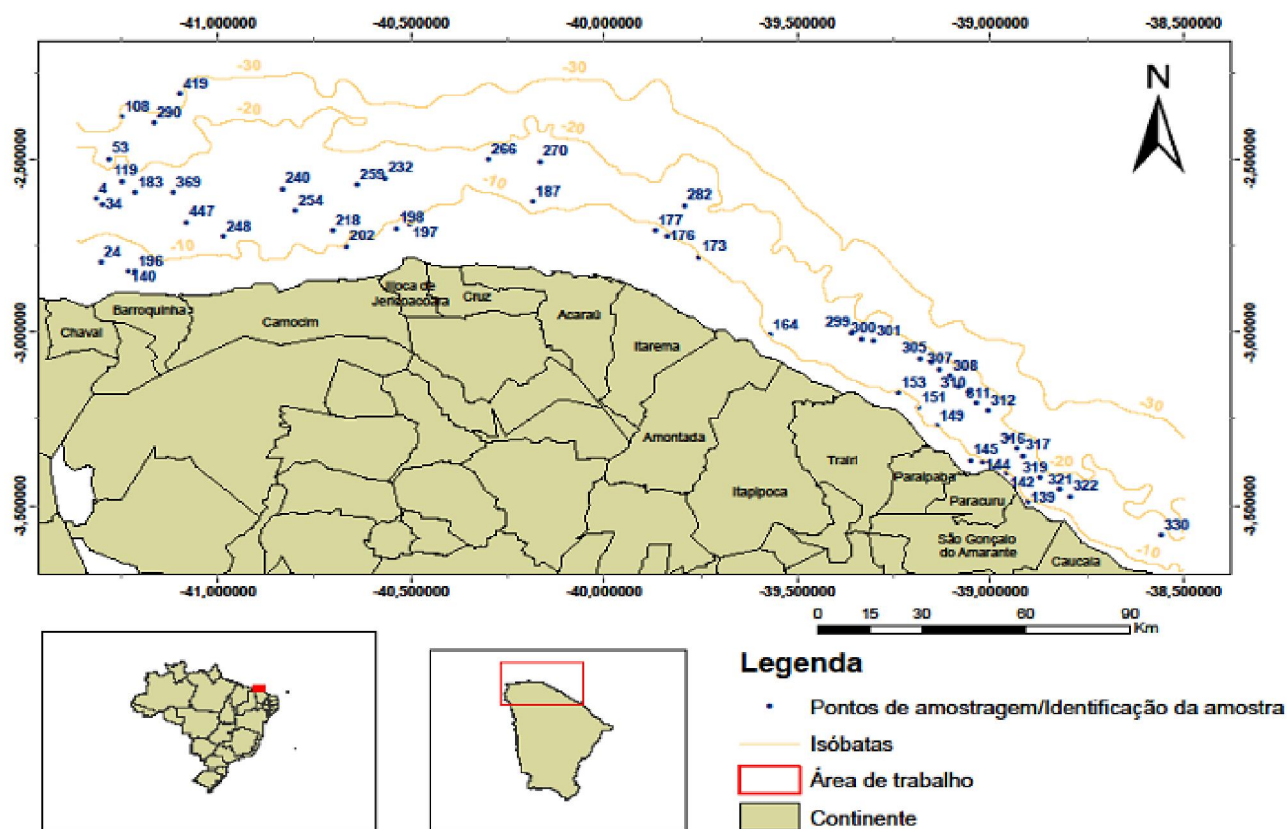 -41,000000 -40,500000 -40,000000 -39,500000 -39,000000 -38,500000
-30
-30
419
108
290
-20
-20
N
-2,500000
-2,500000
53
266
270
119
232
259
240
4
183
369
-34
187
282
-10
254
447
248
218
198
197
177
176
-10
202
173
24
196
140
Barroquinha
Jijoca de
Jericoacoara
Cruz
Chaval
Camocim
Acaraú
Itarema
-3,000000
-3,000000
164
299
300
301
305
307
308
310
311
312
153
151
149
-30
Amontada
145
316
317
144
319
-20
142
321
322
139
Trairi
Itapipoca
Paraipaba
Paracuru
-3,500000
-3,500000
330
São Gonçalo
do Amarante
-10
Caucaia
-41,000000 -40,500000 -40,000000 -39,500000 -39,000000 -38,500000
0 15 30 60 90
Km
Legenda
Pontos de amostragem/Identificação da amostra
Isóbatas
Área de trabalho
Continente